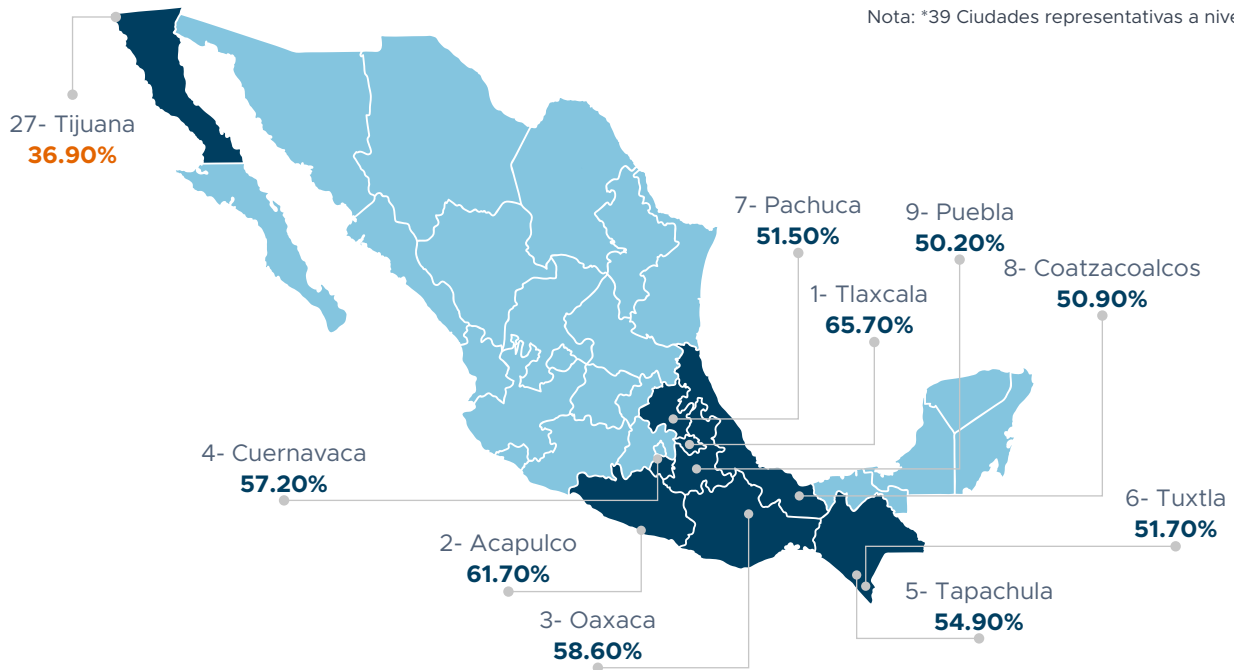 Nota: *39 Ciudades representativas a nive
27- Tijuana
36.90%
7- Pachuca
51.50%
9- Puebla
50.20%
8- Coatzacoalcos
50.90%
1- Tlaxcala
65.70%
4- Cuernavaca
57.20%
6- Tuxtla
51.70%
2- Acapulco
61.70%
5- Tapachula
54.90%
3- Oaxaca
58.60%